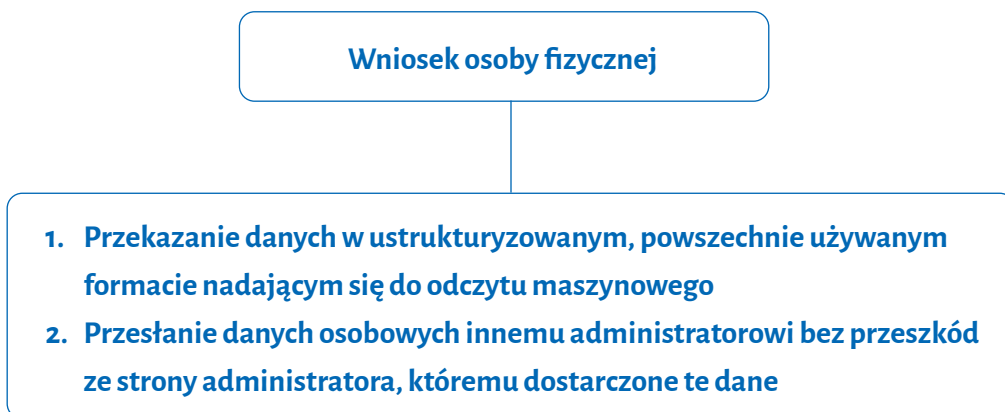 Wniosek osoby fizycznej
1. Przekazanie danych w ustrukturyzowanym, powszechnie używanym
formacie nadającym się do odczytu maszynowego
2. Przesłanie danych osobowych innemu administratorowi bez przeszkód
ze strony administratora, któremu dostarczone te dane